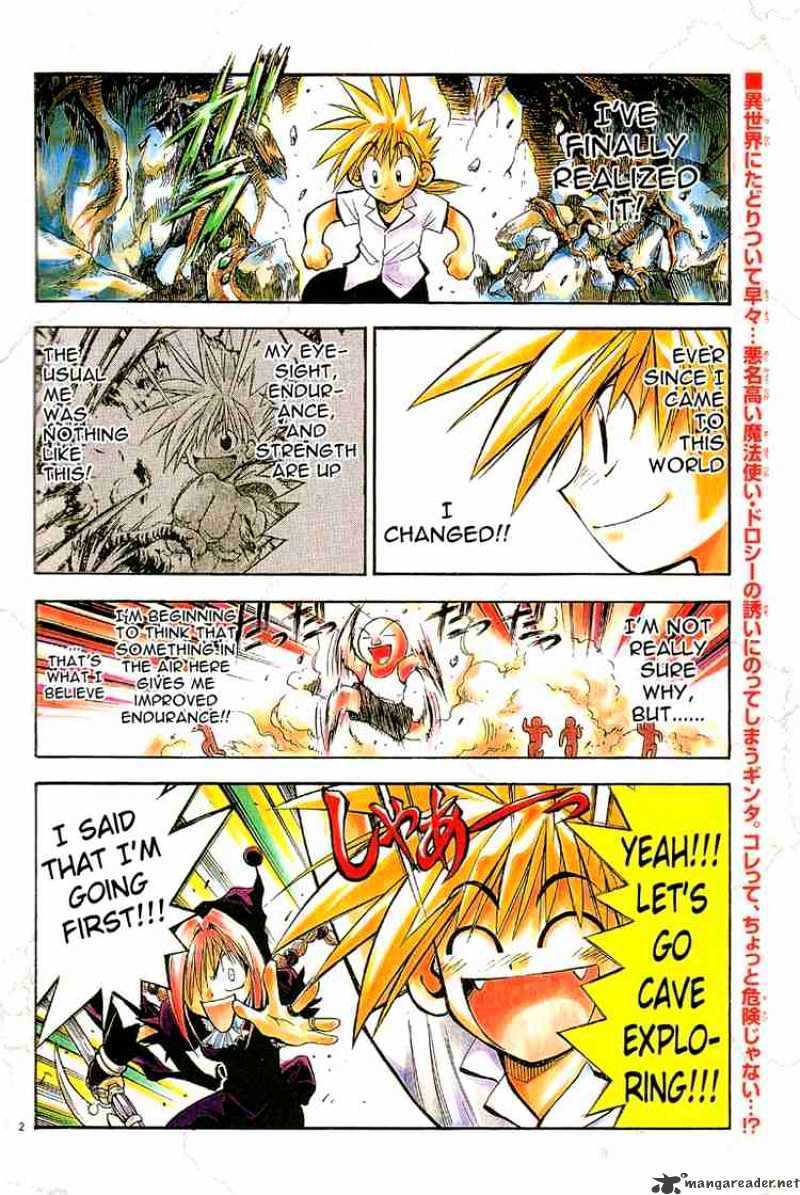 ■異世界にたどりついて早々…悪名高い魔法使い・ドロシーの誘いにのってしまうギンタ。コレって、ちょっと危険じゃない…!?
I'VE
FINALLY
REALIZED
IT!
EVER
SINCE I
CAME
TO
THIS
WORLD
I
CHANGED!!
MY EYE-
SIGHT,
ENDUR-
ANCE,
AND
STRENGTH
ARE UP
THE
USUAL
ME
WAS
NOTHING
LIKE
THIS!
I'M NOT
REALLY
SURE
WHY,
BUT......
I'M BEGINNING
TO THINK THAT
SOMETHING IN
THE AIR HERE
GIVES ME
IMPROVED
ENDURANCE!!
......
THAT'S
WHAT I
BELIEVE
YEAH!!!
LET'S
GO
CAVE
EXPLO-
RING!!!
しゃあーっ
I SAID
THAT I'M
GOING
FIRST!!!
2
mangareader.net